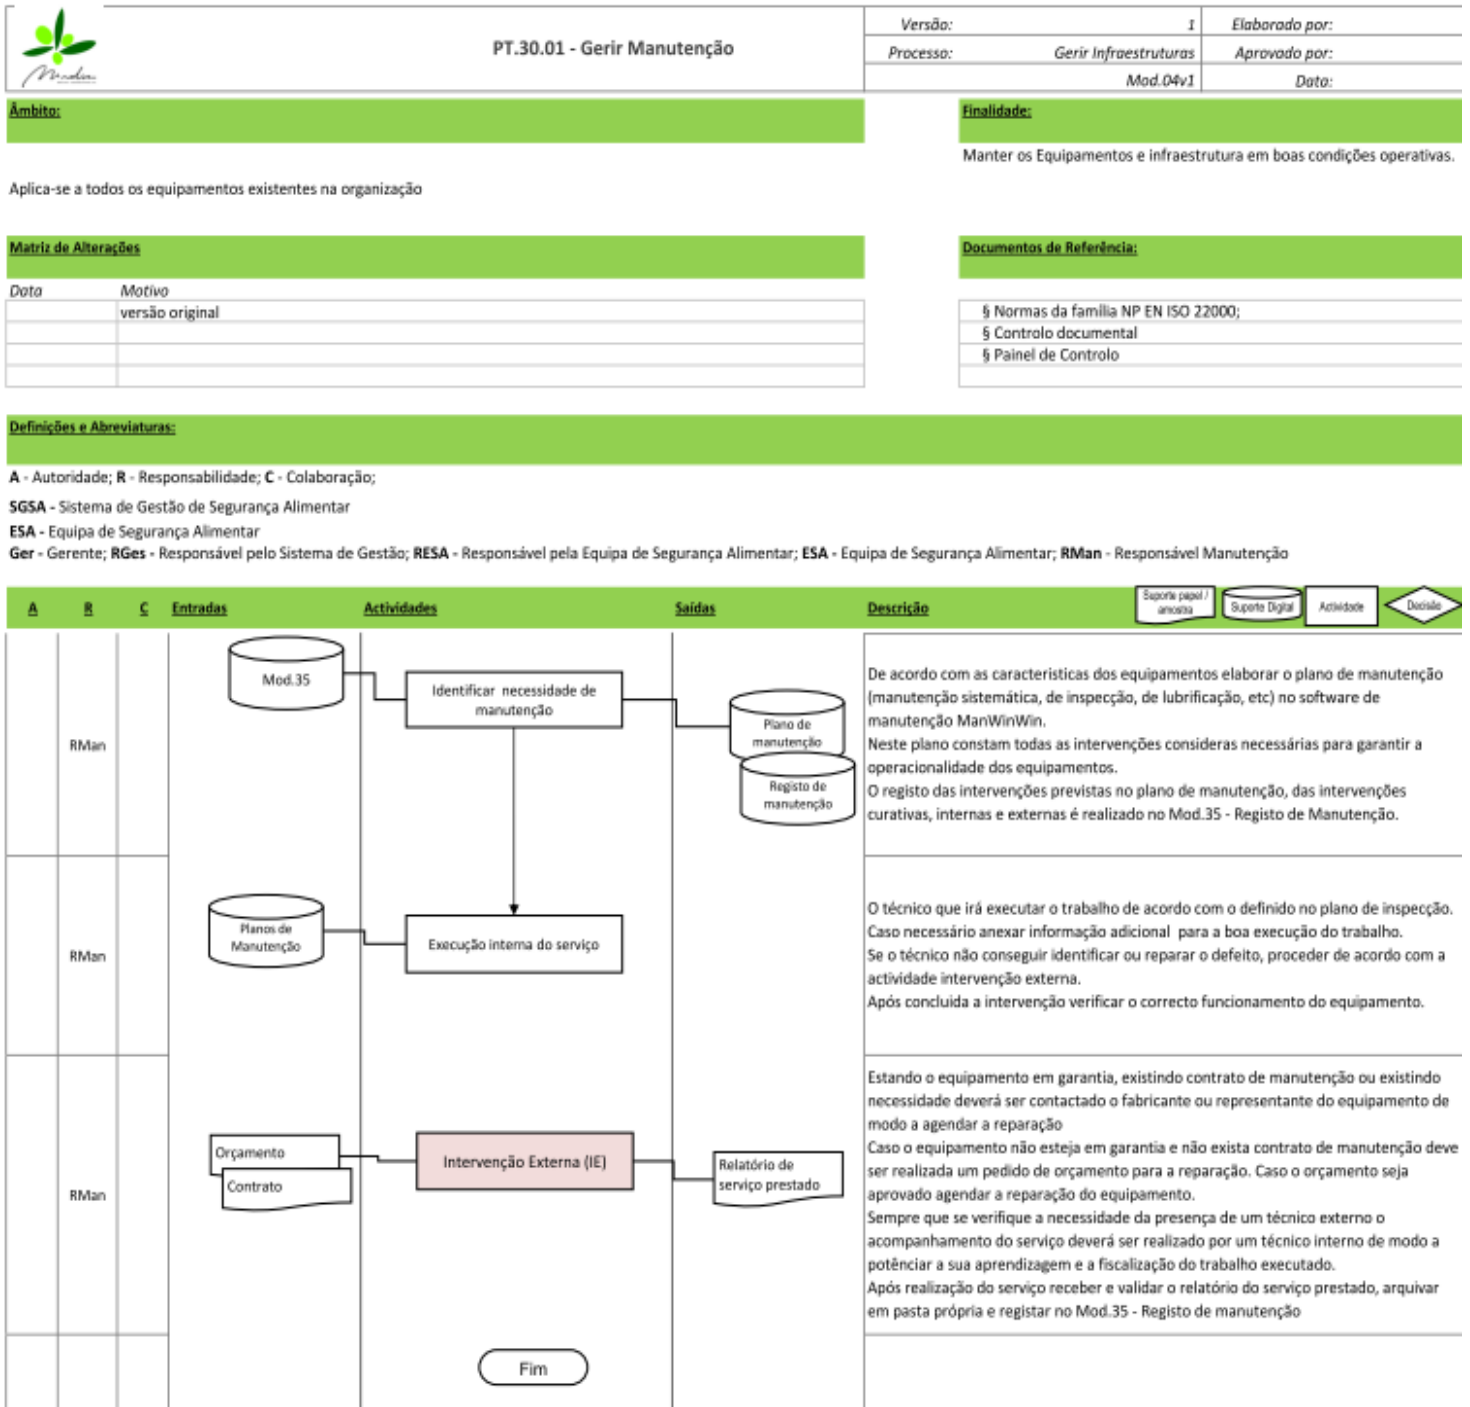 PT.30.01 - Gerir Manutenção
Versão: 1 Elaborado por:
Processo: Gerir Infraestruturas Aprovado por:
Mod.04v1 Data:
Âmbito:
Finalidade:
Manter os Equipamentos e infraestrutura em boas condições operativas.
Aplica-se a todos os equipamentos existentes na organização
Matriz de Alterações
Documentos de Referência:
Data Motivo
versão original
§ Normas da família NP EN ISO 22000;
§ Controlo documental
§ Painel de Controlo
Definições e Abreviaturas:
A - Autoridade; R - Responsabilidade; C - Colaboração;
SGSA - Sistema de Gestão de Segurança Alimentar
ESA - Equipa de Segurança Alimentar
Ger - Gerente; RGes - Responsável pelo Sistema de Gestão; RESA - Responsável pela Equipa de Segurança Alimentar; ESA - Equipa de Segurança Alimentar; RMan - Responsável Manutenção
A R C Entradas Actividades Saídas Descrição
Suporte papel /
amostra
Suporte Digital
Actividade
Decisão
RMan
Mod.35
Identificar necessidade de
manutenção
Plano de
manutenção
Registo de
manutenção
De acordo com as caracteristicas dos equipamentos elaborar o plano de manutenção
(manutenção sistemática, de inspecção, de lubrificação, etc) no software de
manutenção ManWinWin.
Neste plano constam todas as intervenções consideras necessárias para garantir a
operacionalidade dos equipamentos.
O registo das intervenções previstas no plano de manutenção, das intervenções
curativas, internas e externas é realizado no Mod.35 - Registo de Manutenção.
RMan
Planos de
Manutenção
Execução interna do serviço
O técnico que irá executar o trabalho de acordo com o definido no plano de inspecção.
Caso necessário anexar informação adicional para a boa execução do trabalho.
Se o técnico não conseguir identificar ou reparar o defeito, proceder de acordo com a
actividade intervenção externa.
Após concluida a intervenção verificar o correcto funcionamento do equipamento.
RMan
Orçamento
Contrato
Intervenção Externa (IE)
Relatório de
serviço prestado
Estando o equipamento em garantia, existindo contrato de manutenção ou existindo
necessidade deverá ser contactado o fabricante ou representante do equipamento de
modo a agendar a reparação
Caso o equipamento não esteja em garantia e não exista contrato de manutenção deve
ser realizada um pedido de orçamento para a reparação. Caso o orçamento seja
aprovado agendar a reparação do equipamento.
Sempre que se verifique a necessidade da presença de um técnico externo o
acompanhamento do serviço deverá ser realizado por um técnico interno de modo a
potênciar a sua aprendizagem e a fiscalização do trabalho executado.
Após realização do serviço receber e validar o relatório do serviço prestado, arquivar
em pasta própria e registar no Mod.35 - Registo de manutenção
Fim